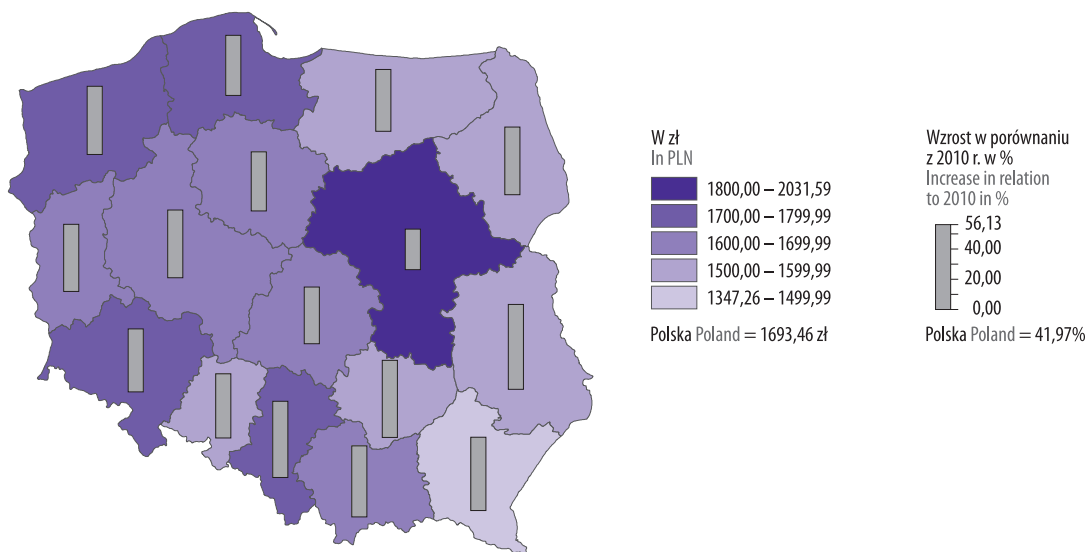 W zł
In PLN
1800,00 – 2031,59
1700,00 – 1799,99
1600,00 – 1699,99
1500,00 – 1599,99
1347,26 – 1499,99
Polska Poland = 1693,46 zł
Wzrost w porównaniu
z 2010 r. w %
Increase in relation
to 2010 in %
56,13
40,00
20,00
0,00
Polska Poland = 41,97%